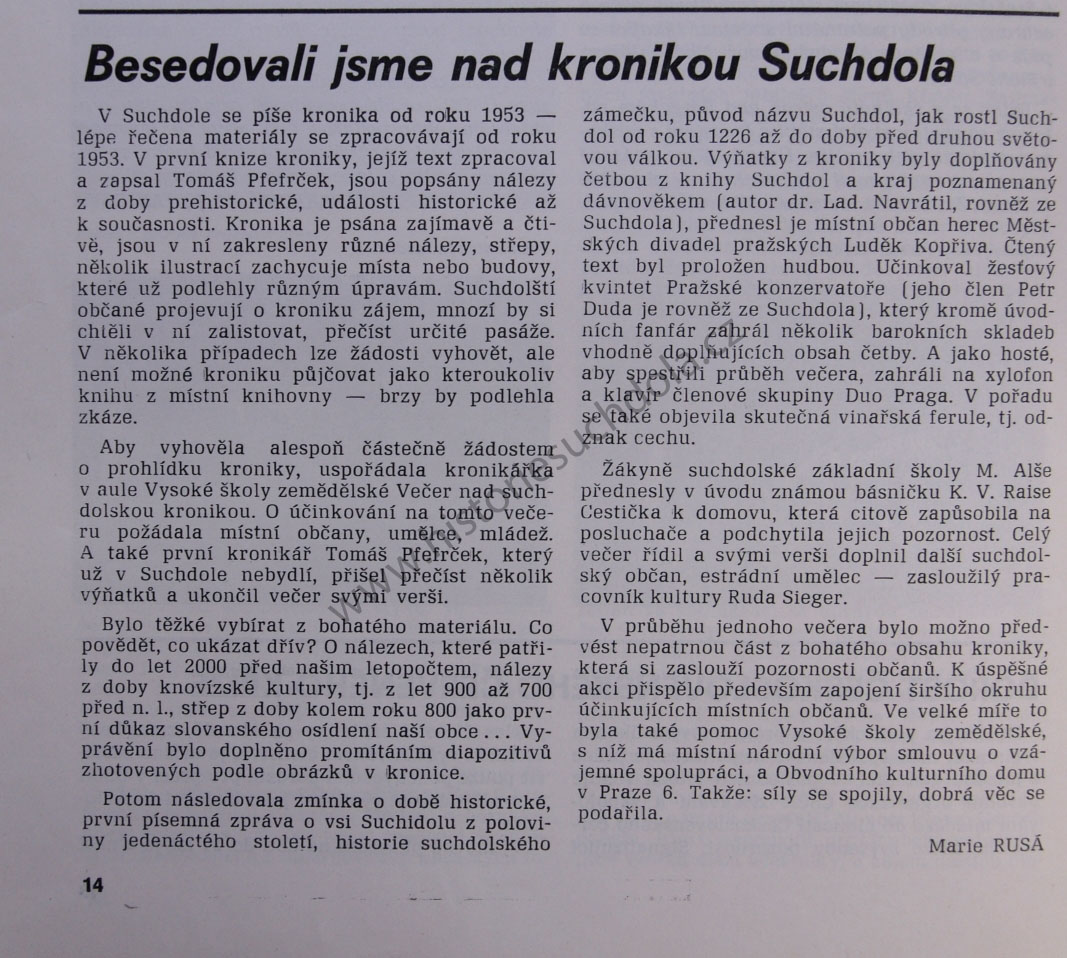 Besedovali jsme nad kronikou Suchdola
V Suchdole se píše kronika od roku 1953 —
lépe řečena materiály se zpracovávají od roku
1953. V první knize kroniky, jejíž text zpracoval
a zapsal Tomáš Pfefrček, jsou popsány nálezy
z doby prehistorické, události historické až
k současnosti. Kronika je psána zajímavě a čti-
vě, jsou v ní zakresleny různé nálezy, střepy,
několik ilustrací zachycuje místa nebo budovy,
které už podlehly různým úpravám. Suchdolští
občané projevují o kroniku zájem, mnozí by si
chtěli v ní zalistovat, přečíst určité pasáže.
V několika případech lze žádosti vyhovět, ale
není možné kroniku půjčovat jako kteroukoliv
knihu z místní knihovny — brzy by podlehla
zkáze.
Aby vyhověla alespoň částečně žádostem
o prohlídku kroniky, uspořádala kronikářka
v aule Vysoké školy zemědělské Večer nad such-
dolskou kronikou. O účinkování na tomto veče-
ru požádala místní občany, umělce, mládež.
A také první kronikář Tomáš Pfefrček, který
už v Suchdole nebydlí, přišel přečíst několik
výňatků a ukončil večer svými verši.
Bylo těžké vybírat z bohatého materiálu. Co
povědět, co ukázat dřív? O nálezech, které patři-
ly do let 2000 před našim letopočtem, nálezy
z doby knovízské kultury, tj. z let 900 až 700
před n. l., střep z doby kolem roku 800 jako prv-
ní důkaz slovanského osídlení naší obce... Vy-
právění bylo doplněno promítáním diapozitivů
zhotovených podle obrázků v kronice.
Potom následovala zmínka o době historické,
první písemná zpráva o vsi Suchidolu z polovi-
ny jedenáctého století, historie suchdolského
zámečku, původ názvu Suchdol, jak rostl Such-
dol od roku 1226 až do doby před druhou světo-
vou válkou. Výňatky z kroniky byly doplňovány
četbou z knihy Suchdol a kraj poznamenaný
dávnověkem (autor dr. Lad. Navrátil, rovněž ze
Suchdola), přednesl je místní občan herec Měst-
ských divadel pražských Luděk Kopřiva. Čtený
text byl proložen hudbou. Učinkoval žesťový
kvintet Pražské konzervatoře (jeho člen Petr
Duda je rovněž ze Suchdola), který kromě úvod-
ních fanfár zahrál několik barokních skladeb
vhodně doplňujících obsah četby. A jako hosté,
aby spestřili průběh večera, zahráli na xylofon
a klavír členové skupiny Duo Praga. V pořadu
se také objevila skutečná vinařská ferule, tj. od-
znak cechu.
Žákyně suchdolské základní školy M. Alše
přednesly v úvodu známou básničku K. V. Raise
Cestička k domovu, která citově zapůsobila na
posluchače a podchytila jejich pozornost. Celý
večer řídil a svými verši doplnil další suchdol-
ský občan, estrádní umělec — zasloužilý pra-
covník kultury Ruda Sieger.
V průběhu jednoho večera bylo možno před-
vést nepatrnou část z bohatého obsahu kroniky,
která si zaslouží pozornosti občanů. K úspěšné
akci přispělo především zapojení širšího okruhu
účinkujících místních občanů. Ve velké míře to
byla také pomoc Vysoké školy zemědělské,
s níž má místní národní výbor smlouvu o vzá-
jemné spolupráci, a Obvodního kulturního domu
v Praze 6. Takže: síly se spojily, dobrá věc se
podařila.
Marie RUSÁ
14
www.historiesuchdola.cz